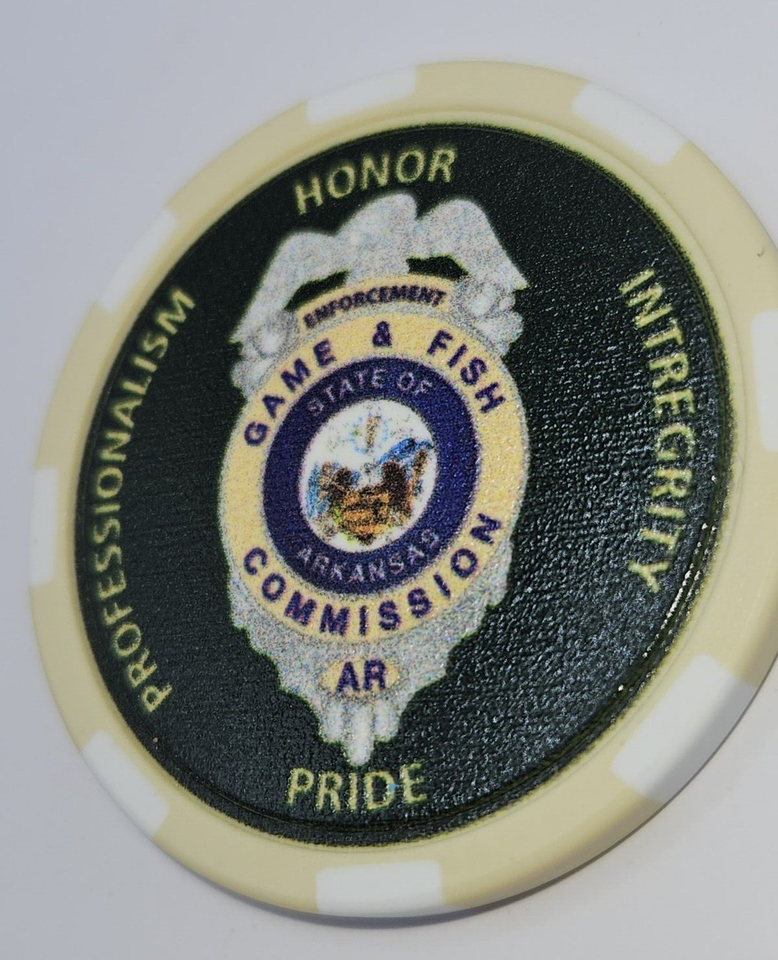 HONOR
PROFESSIONALISM
INTREGRITY
ENFORCEMENT
GAME & FISH
STATE OF
ARKANSAS
COMMISSION
AR
PRIDE